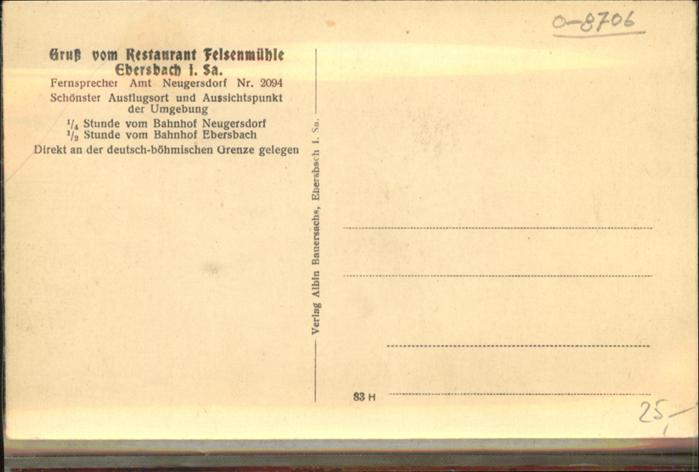 o-8706
Gruß vom Restaurant Felsenmühle
Ebersbach i. Sa.
Fernsprecher Amt Neugersdorf Nr. 2094
Schönster Ausflugsort und Aussichtspunkt
der Umgebung
1/4 Stunde vom Bahnhof Neugersdorf
1/2 Stunde vom Bahnhof Ebersbach
Direkt an der deutsch-böhmischen Grenze gelegen
Verlag Albin Bauersachs, Ebersbach i. Sa.
83 H
25,-